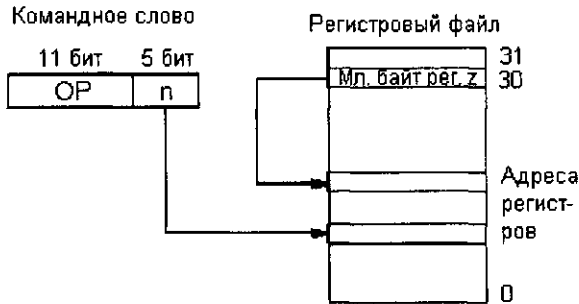 Командное слово
11 бит 5 бит
OP n
Регистровый файл
31
Мл. байт рег. z 30
Адреса
регист-
ров
0